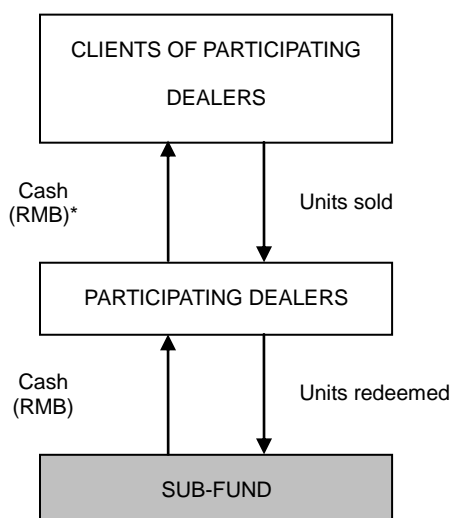 CLIENTS OF PARTICIPATING
DEALERS
Cash
(RMB)*
Units sold
PARTICIPATING DEALERS
Cash
(RMB)
Units redeemed
SUB-FUND